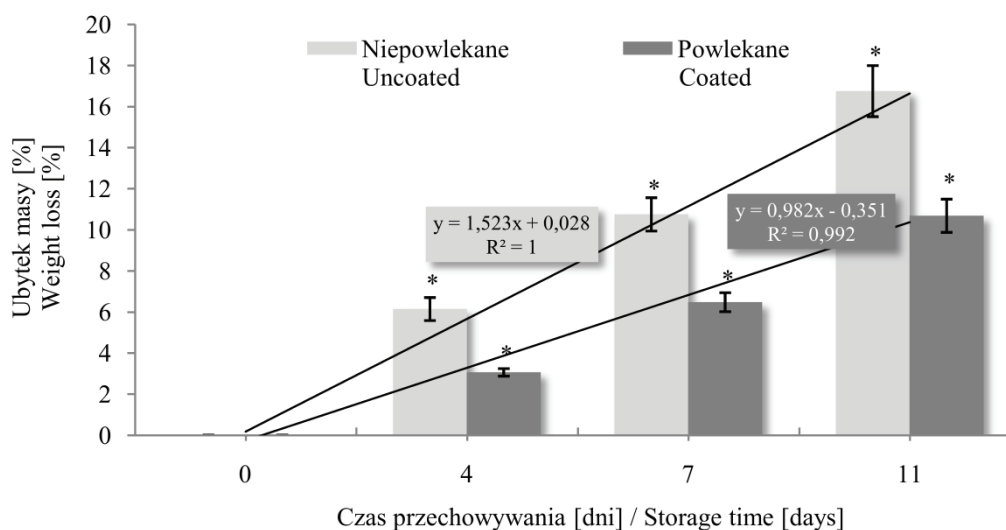 20
18
16
14
12
10
8
6
4
2
0
Ubytek masy [%]
Weight loss [%]
Niepowlekane
Uncoated
Powlekane
Coated
*
*
*
*
*
*
y = 1,523x + 0,028
R² = 1
y = 0,982x - 0,351
R² = 0,992
0 4 7 11
Czas przechowywania [dni] / Storage time [days]